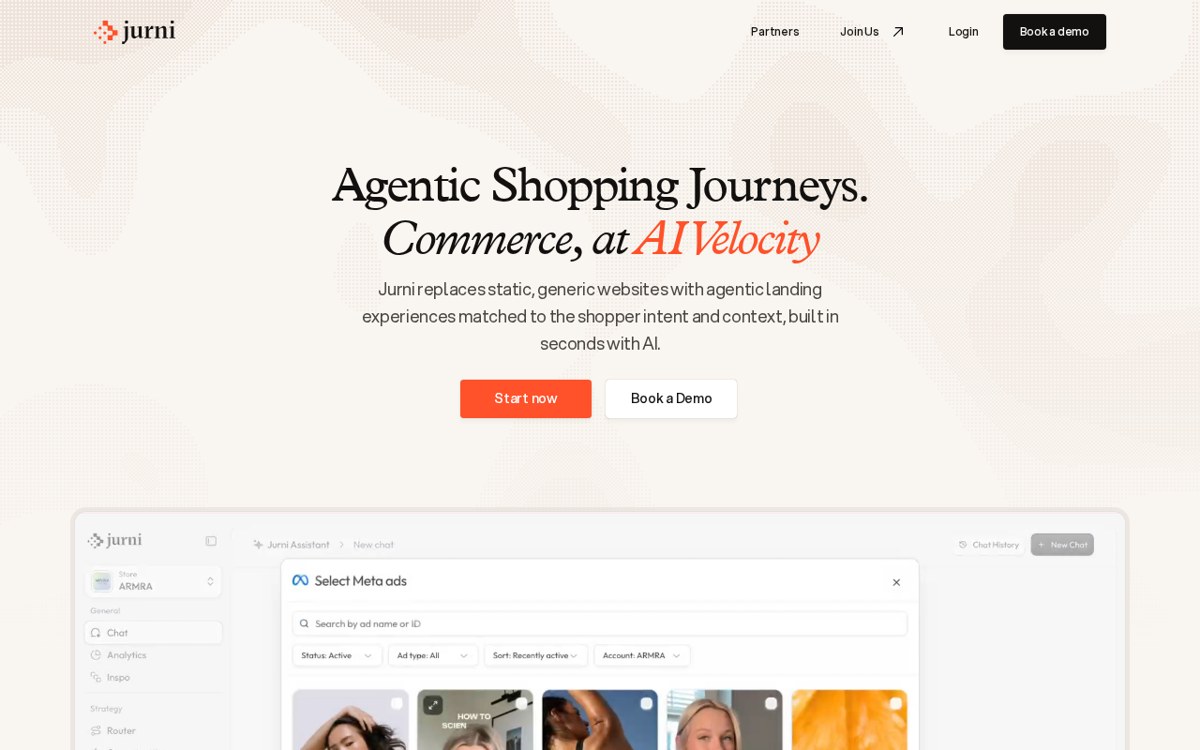 jurni
Partners
Join Us
Login
Book a demo
Agentic Shopping Journeys.
Commerce, at AI Velocity
Jurni replaces static, generic websites with agentic landing
experiences matched to the shopper intent and context, built in
seconds with AI.
Start now
Book a Demo
jurni
Jurni Assistant
New chat
Chat History
+ New Chat
Store
ARMRA
Select Meta ads
General
Search by ad name or ID
Chat
Status: Active
Ad type: All
Sort: Recently active
Account: ARMRA
Analytics
Inspo
Strategy
HOW TO
SCIEN
Router